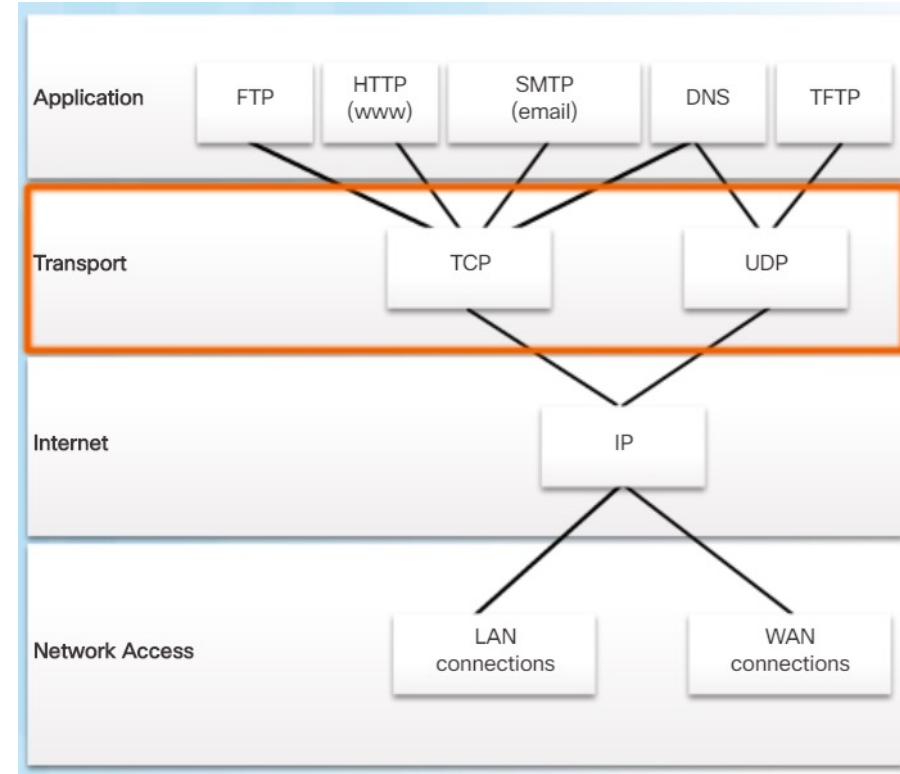 Application
FTP
HTTP
(www)
SMTP
(email)
DNS
TFTP
Transport
TCP
UDP
Internet
IP
Network Access
LAN
connections
WAN
connections